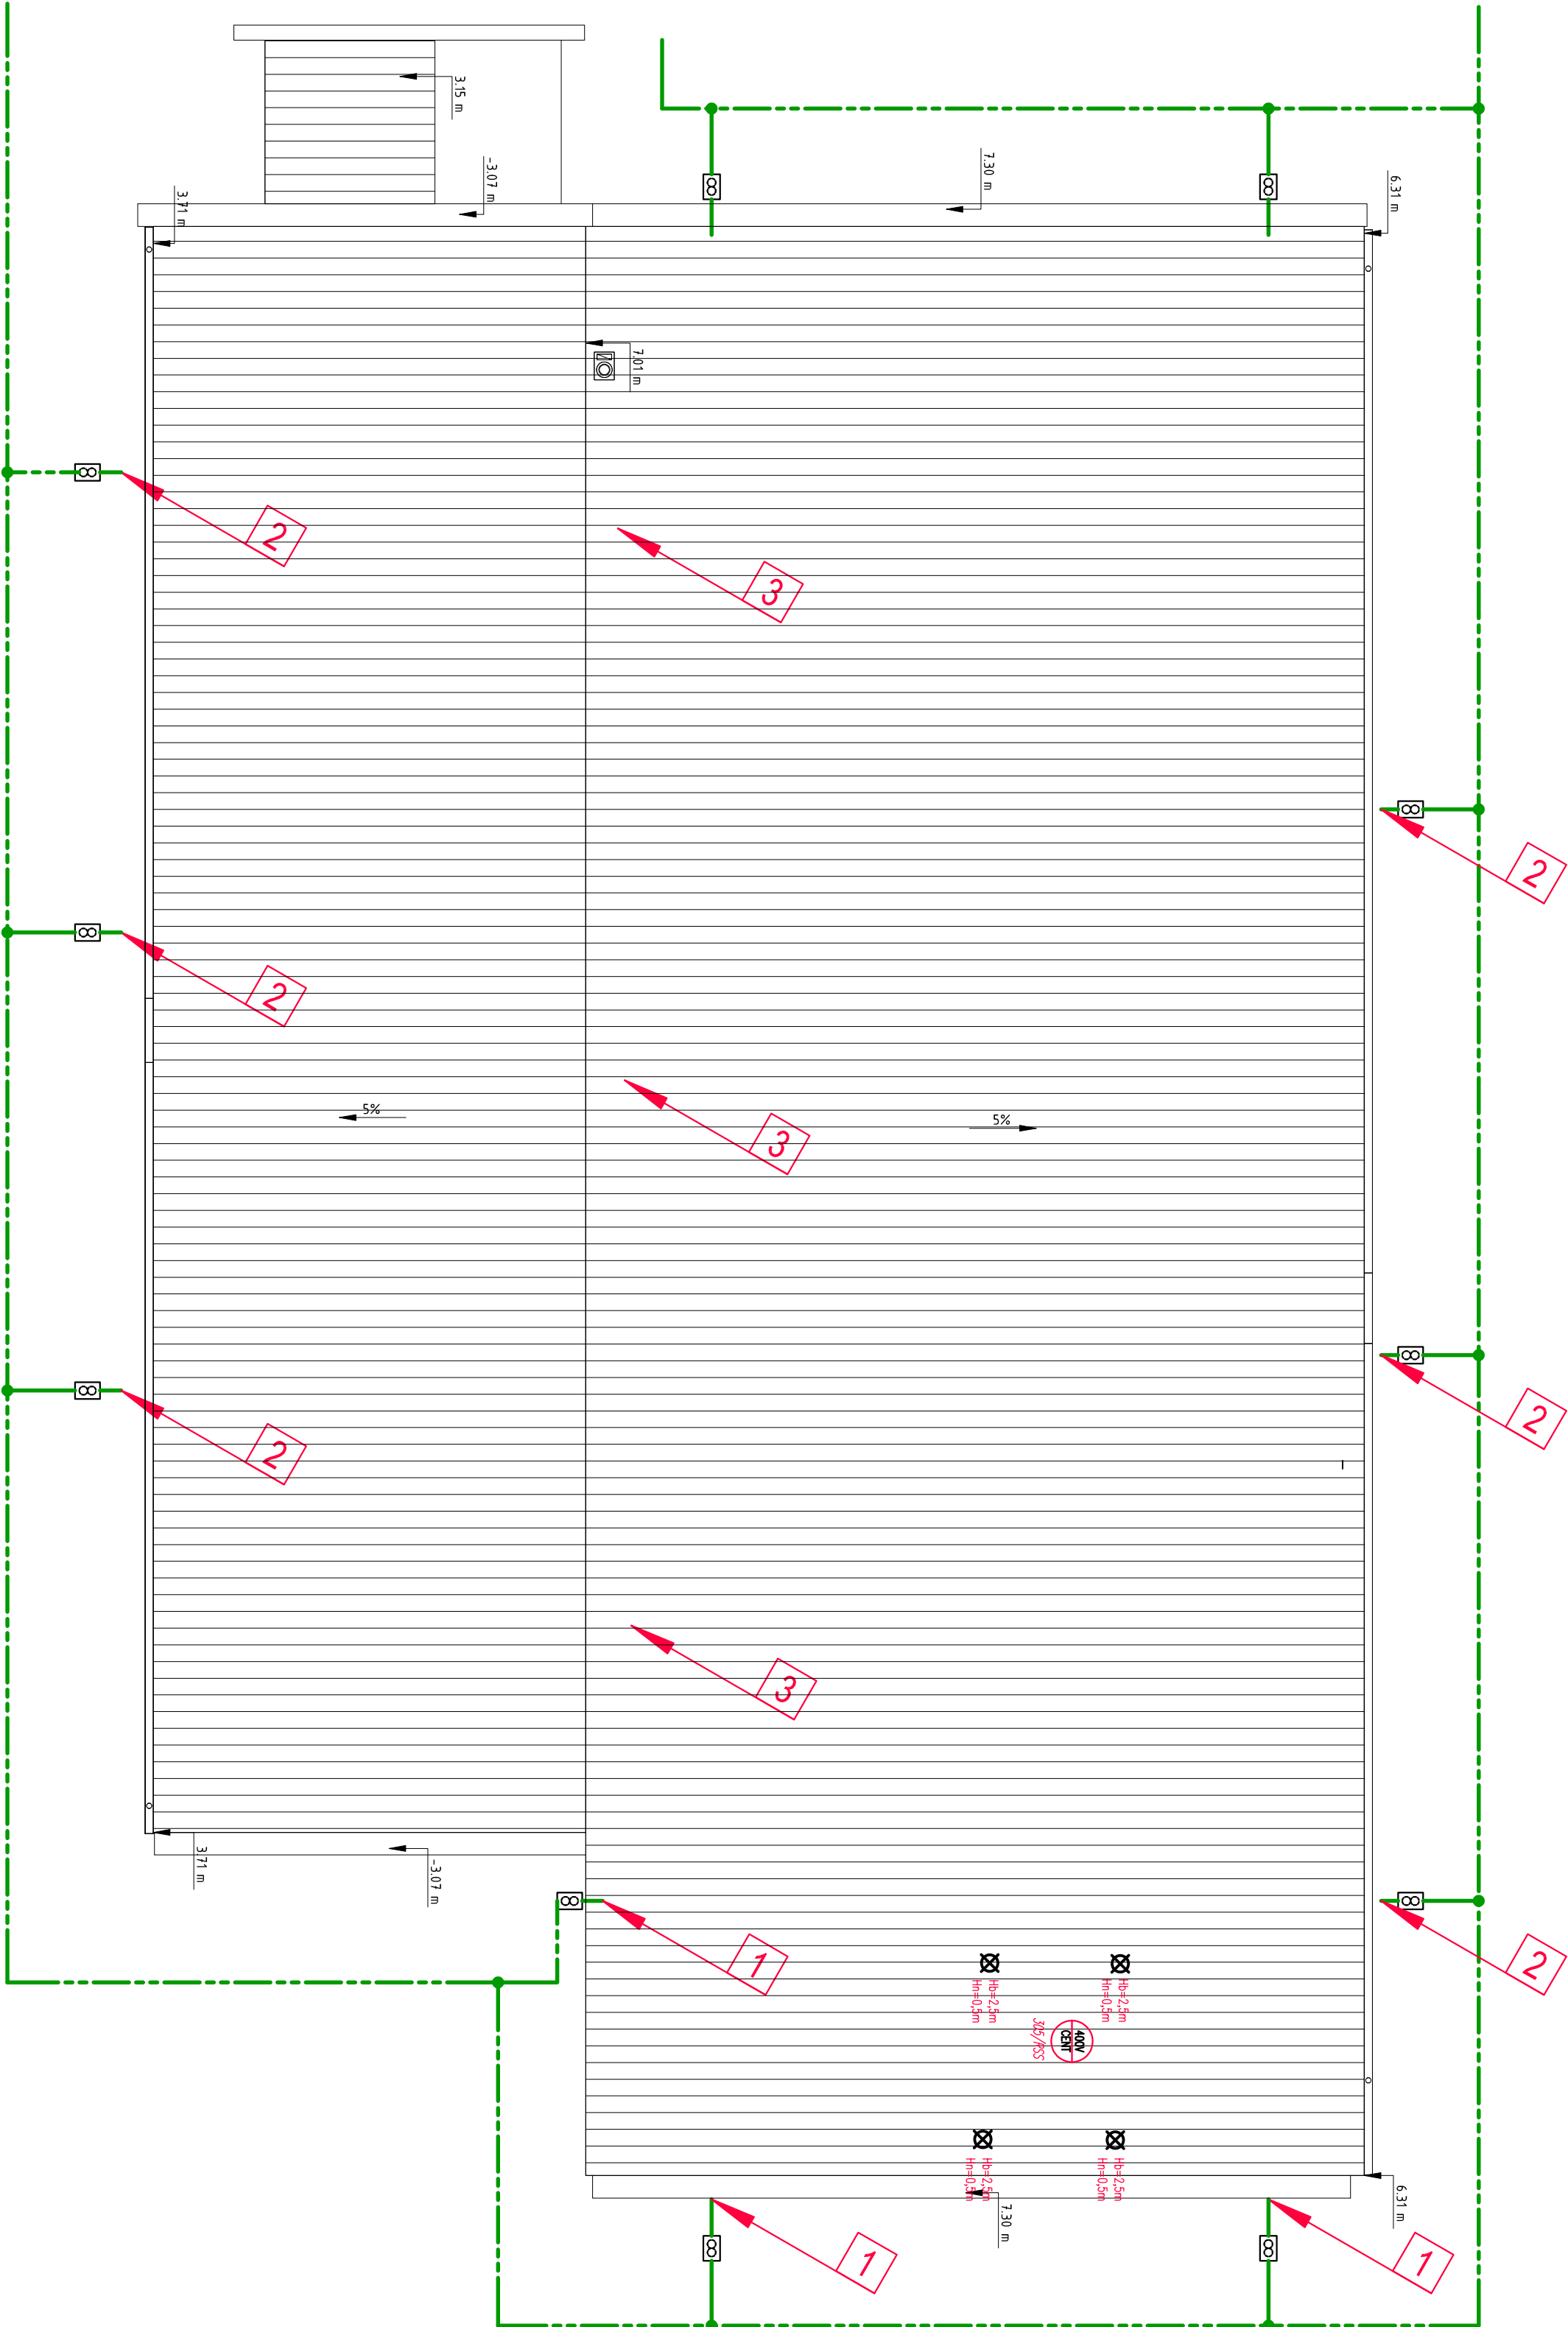 3.15 m
-3.07 m
7.30 m
6.31 m
3.71 m
7.01 m
2
3
2
2
3
5%
5%
2
2
3
3.71 m
-3.07 m
1
2
Hb=2,5m
Hn=0,5m
Hb=2,5m
Hn=0,5m
400V
CENT
305/PSS
Hb=2,5m
Hn=0,5m
Hb=2,5m
Hn=0,5m
7.30 m
6.31 m
1
1